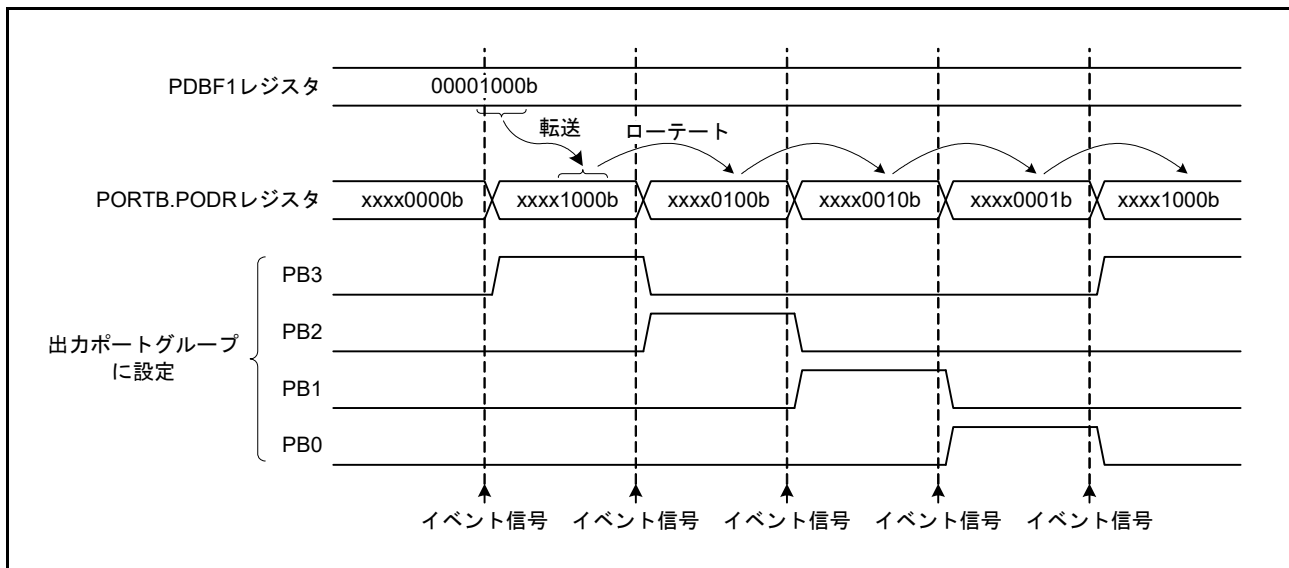 PDBF1レジスタ
00001000b
転送
ローテート
PORTB.PODRレジスタ
xxxx0000b
xxxx1000b
xxxx0100b
xxxx0010b
xxxx0001b
xxxx1000b
PB3
PB2
PB1
PB0
出力ポートグループ
に設定
イベント信号
イベント信号
イベント信号
イベント信号
イベント信号